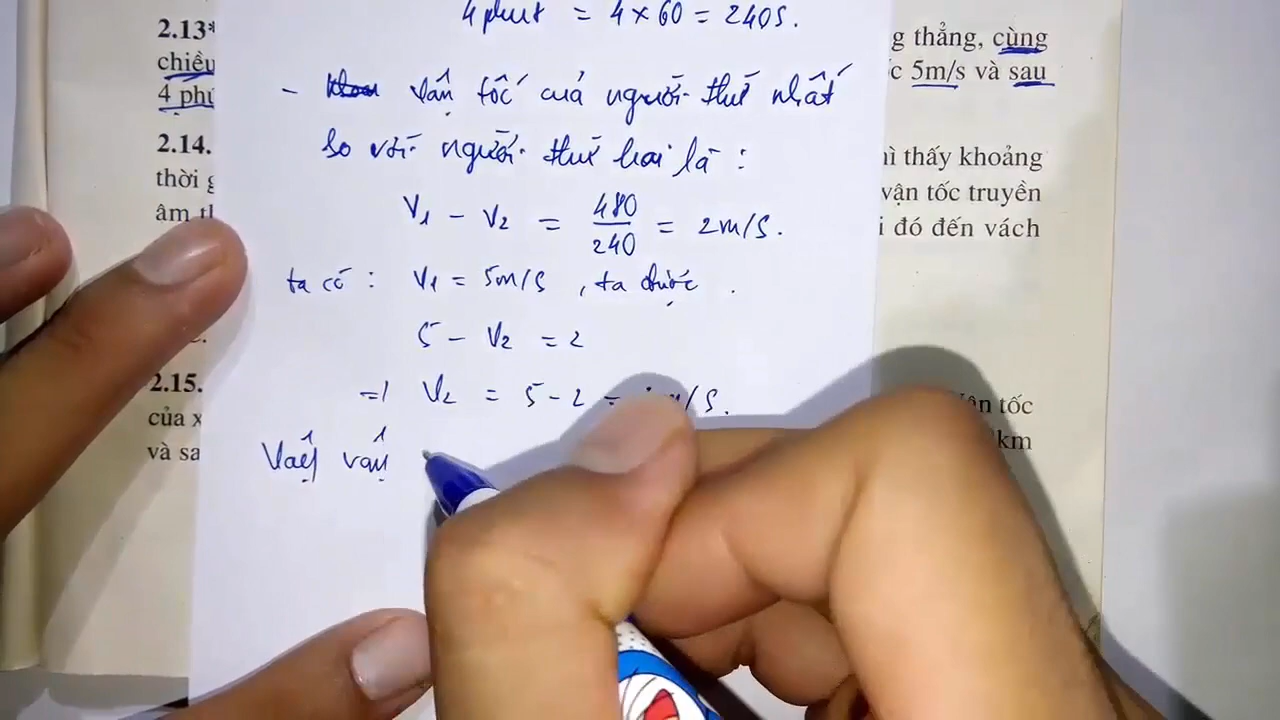 4 phút = 4 x 60 = 240s.
2.13*
g thẳng, cùng
chiều
c 5m/s và sau
4 phú
- vận tốc của người thứ nhất
so với người thứ hai là :
2.14.
ì thấy khoảng
thời g
vận tốc truyền
âm th
i đó đến vách
V1 - V2 = 480/240 = 2m/s.
ta có : V1 = 5m/s , ta được .
5 - V2 = 2
2.15.
=) V2 = 5 - 2 = m/s.
n tốc
của x
km
và sa
Vậy vận